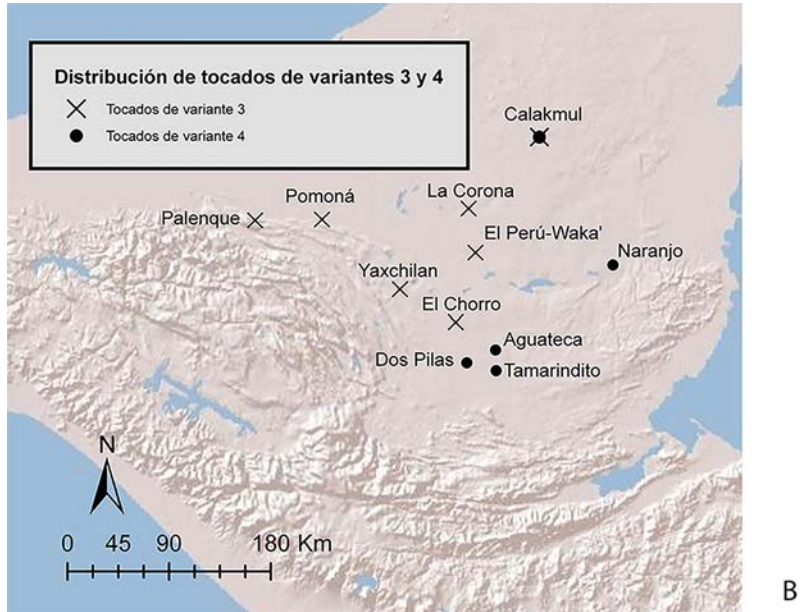 Distribución de tocados de variantes 3 y 4
Tocados de variante 3
Tocados de variante 4
Calakmul
La Corona
Pomoná
Palenque
El Perú-Waka'
Naranjo
Yaxchilan
El Chorro
Aguateca
Dos Pilas
Tamarindito
N
0 45 90 180 Km
B